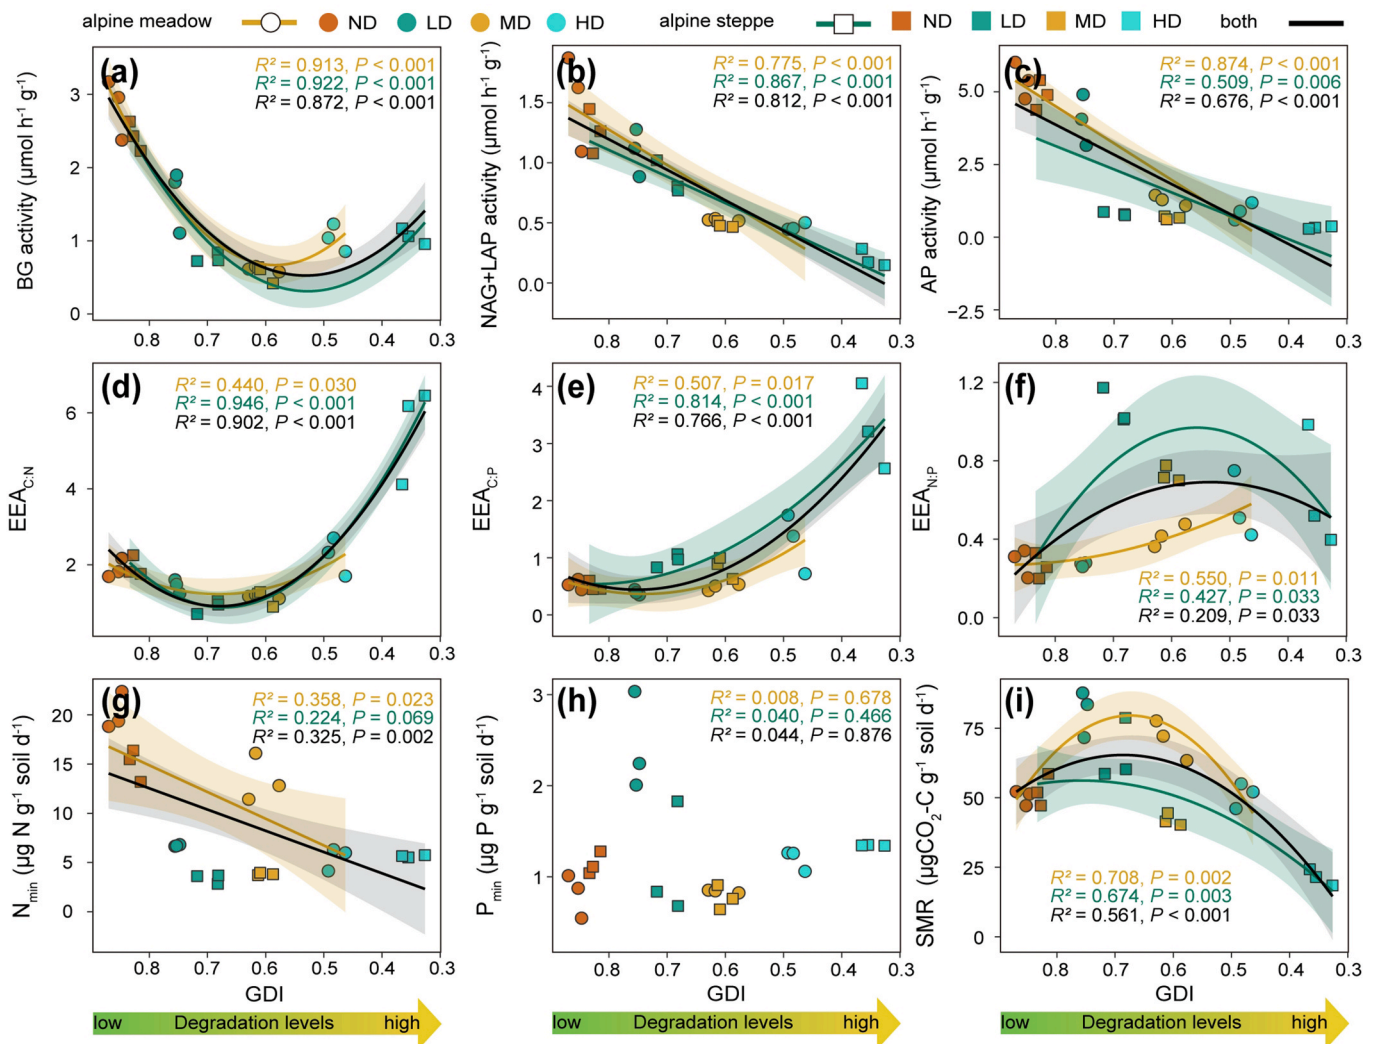 alpine meadow ND LD MD HD alpine steppe ND LD MD HD both
(a)
R² = 0.913, P < 0.001
R² = 0.922, P < 0.001
R² = 0.872, P < 0.001
BG activity (μmol h⁻¹ g⁻¹)
3
2
1
0
0.8 0.7 0.6 0.5 0.4 0.3
(b)
R² = 0.775, P < 0.001
R² = 0.867, P < 0.001
R² = 0.812, P < 0.001
NAG+LAP activity (μmol h⁻¹ g⁻¹)
1.5
1.0
0.5
0.0
0.8 0.7 0.6 0.5 0.4 0.3
(c)
R² = 0.874, P < 0.001
R² = 0.509, P = 0.006
R² = 0.676, P < 0.001
AP activity (μmol h⁻¹ g⁻¹)
5.0
2.5
0.0
−2.5
0.8 0.7 0.6 0.5 0.4 0.3
(d)
R² = 0.440, P = 0.030
R² = 0.946, P < 0.001
R² = 0.902, P < 0.001
EEA_C:N
6
4
2
0.8 0.7 0.6 0.5 0.4 0.3
(e)
R² = 0.507, P = 0.017
R² = 0.814, P < 0.001
R² = 0.766, P < 0.001
EEA_C:P
4
3
2
1
0
0.8 0.7 0.6 0.5 0.4 0.3
(f)
R² = 0.550, P = 0.011
R² = 0.427, P = 0.033
R² = 0.209, P = 0.033
EEA_N:P
1.2
0.8
0.4
0.0
0.8 0.7 0.6 0.5 0.4 0.3
(g)
R² = 0.358, P = 0.023
R² = 0.224, P = 0.069
R² = 0.325, P = 0.002
N_min (μg N g⁻¹ soil d⁻¹)
20
15
10
5
0
0.8 0.7 0.6 0.5 0.4 0.3
GDI
low Degradation levels high
(h)
R² = 0.008, P = 0.678
R² = 0.040, P = 0.466
R² = 0.044, P = 0.876
P_min (μg P g⁻¹ soil d⁻¹)
3
2
1
0.8 0.7 0.6 0.5 0.4 0.3
GDI
low Degradation levels high
(i)
R² = 0.708, P = 0.002
R² = 0.674, P = 0.003
R² = 0.561, P < 0.001
SMR (μgCO₂-C g⁻¹ soil d⁻¹)
75
50
25
0
0.8 0.7 0.6 0.5 0.4 0.3
GDI
low Degradation levels high